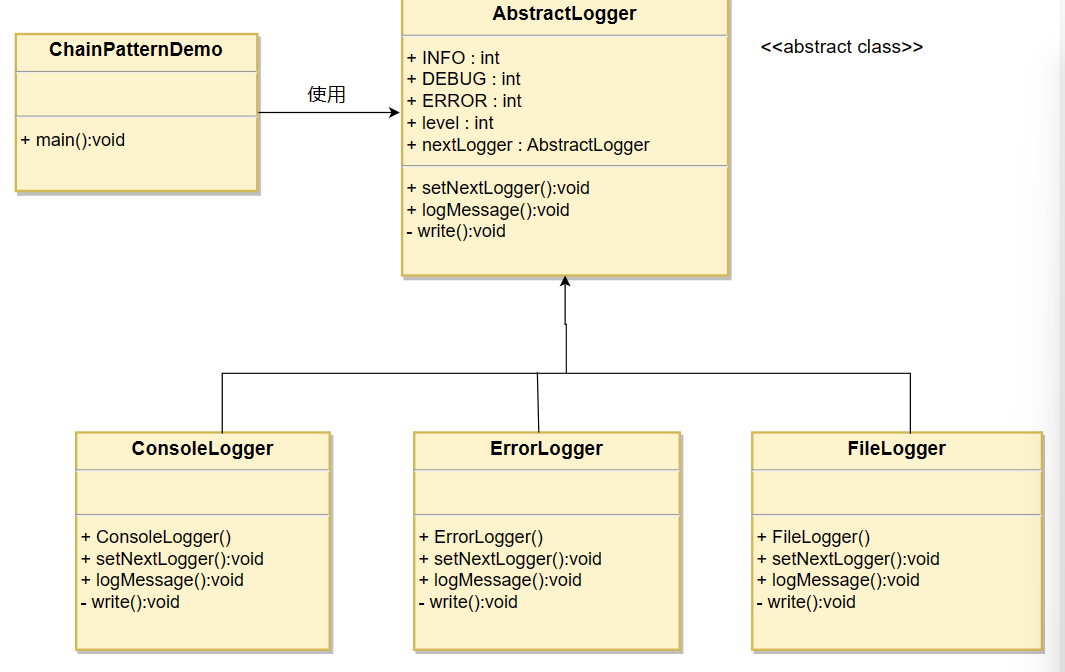 ChainPatternDemo
+ main():void
使用
AbstractLogger
+ INFO : int
+ DEBUG : int
+ ERROR : int
+ level : int
+ nextLogger : AbstractLogger
+ setNextLogger():void
+ logMessage():void
- write():void
<<abstract class>>
ConsoleLogger
+ ConsoleLogger()
+ setNextLogger():void
+ logMessage():void
- write():void
ErrorLogger
+ ErrorLogger()
+ setNextLogger():void
+ logMessage():void
- write():void
FileLogger
+ FileLogger()
+ setNextLogger():void
+ logMessage():void
- write():void